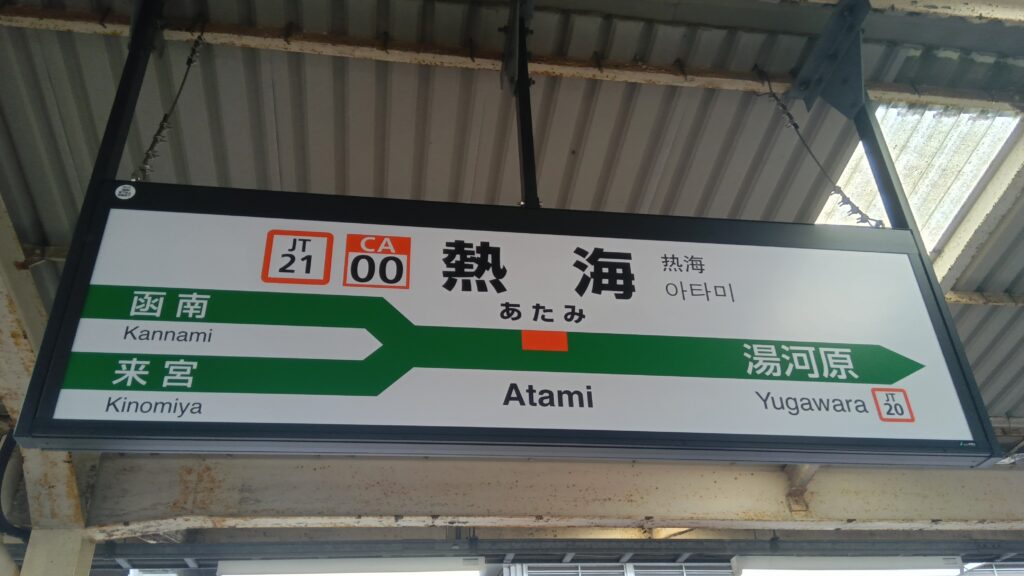 JT
21
CA
00
熱海
热海
아타미
あたみ
函南
Kannami
来宮
Kinomiya
Atami
湯河原
Yugawara
JT
20